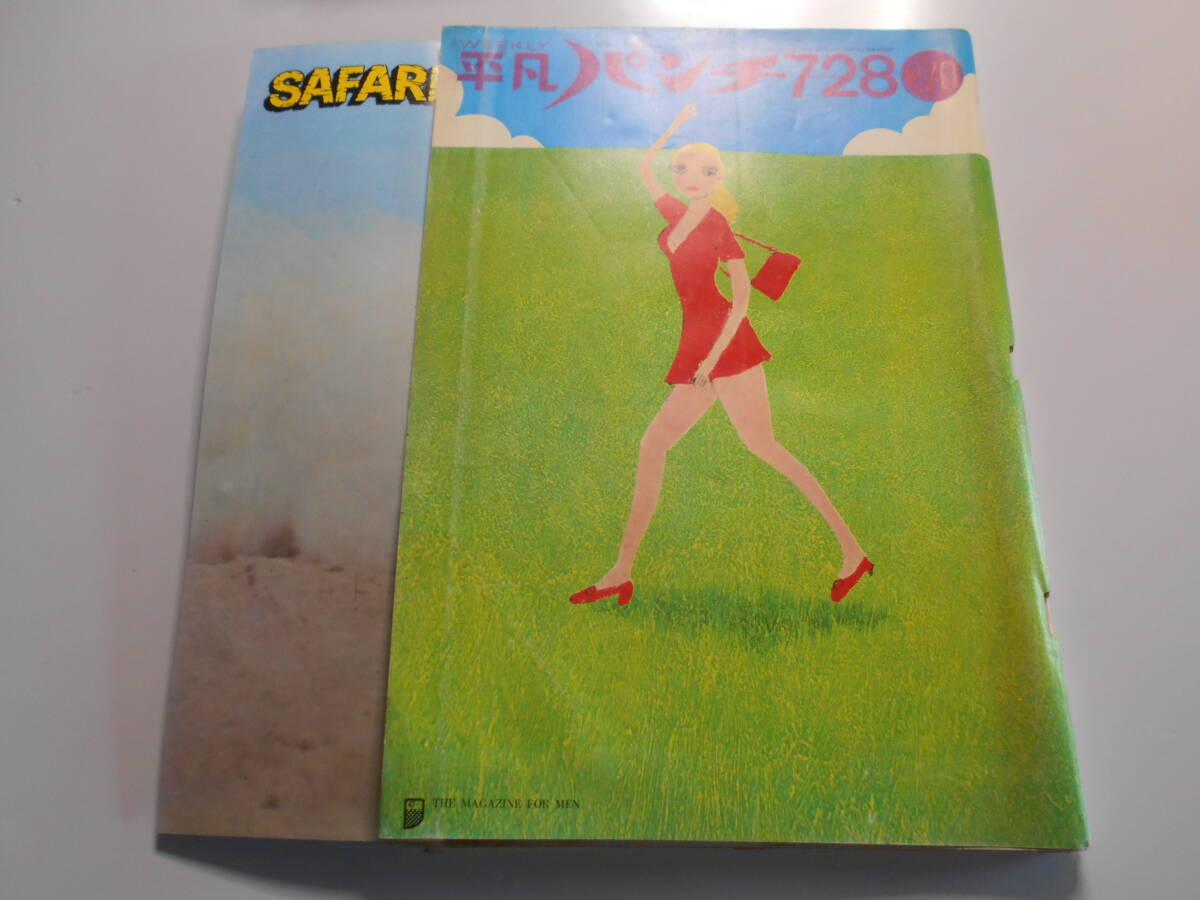 SAFARI
WEEKLY
平凡パンチ 7-28 ¥70
THE MAGAZINE FOR MEN